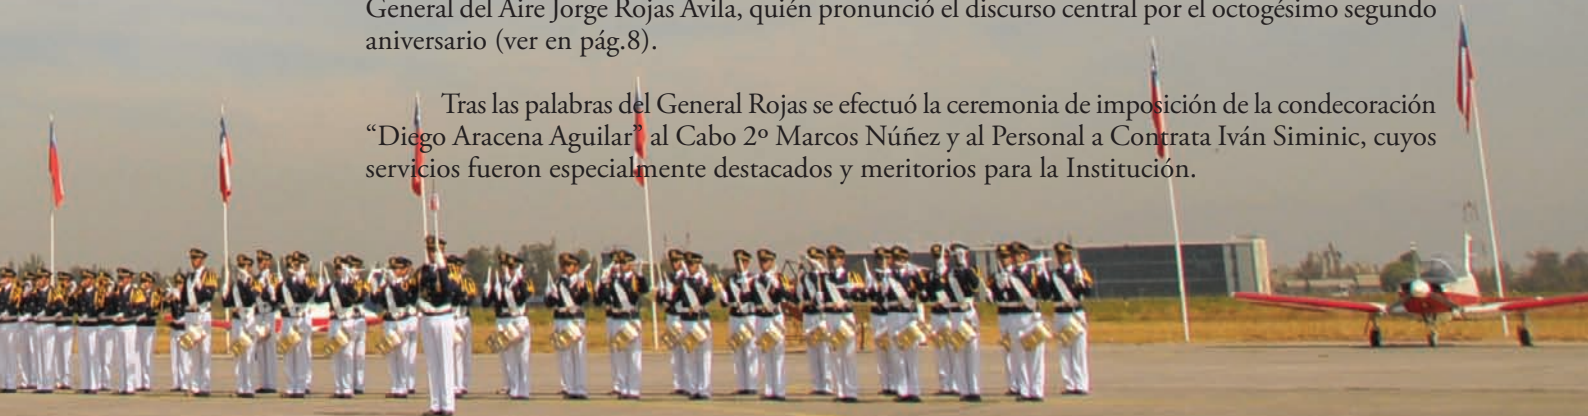 General del Aire Jorge Rojas Avila, quién pronunció el discurso central por el octogésimo segundo
aniversario (ver en pág.8).
Tras las palabras del General Rojas se efectuó la ceremonia de imposición de la condecoración
“Diego Aracena Aguilar” al Cabo 2º Marcos Núñez y al Personal a Contrata Iván Siminic, cuyos
servicios fueron especialmente destacados y meritorios para la Institución.